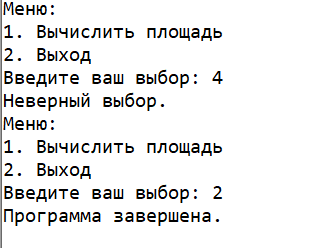 Меню:
1. Вычислить площадь
2. Выход
Введите ваш выбор: 4
Неверный выбор.
Меню:
1. Вычислить площадь
2. Выход
Введите ваш выбор: 2
Программа завершена.